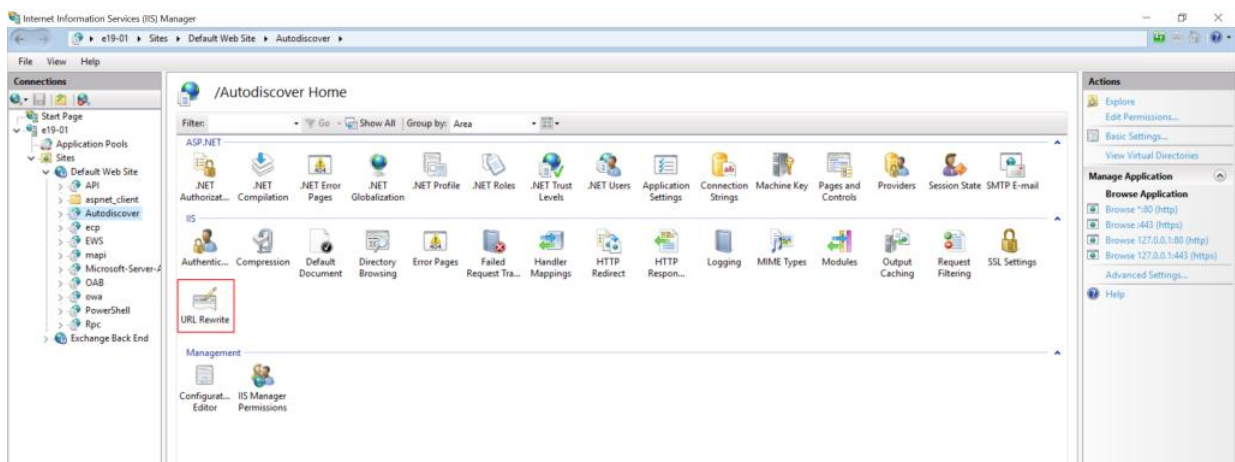 Internet Information Services (IIS) Manager
e19-01 Sites Default Web Site Autodiscover
File View Help
Connections
Start Page
e19-01
Application Pools
Sites
Default Web Site
API
aspnet_client
Autodiscover
ecp
EWS
mapi
Microsoft-Server-A
OAB
owa
PowerShell
Rpc
Exchange Back End
/Autodiscover Home
Filter: Go Show All Group by: Area
ASP.NET
.NET Authorizat...
.NET Compilation
.NET Error Pages
.NET Globalization
.NET Profile
.NET Roles
.NET Trust Levels
.NET Users
Application Settings
Connection Strings
Machine Key
Pages and Controls
Providers
Session State
SMTP E-mail
IIS
Authentic...
Compression
Default Document
Directory Browsing
Error Pages
Failed Request Tra...
Handler Mappings
HTTP Redirect
HTTP Respon...
Logging
MIME Types
Modules
Output Caching
Request Filtering
SSL Settings
URL Rewrite
Management
Configurat... Editor
IIS Manager Permissions
Actions
Explore
Edit Permissions...
Basic Settings...
View Virtual Directories
Manage Application
Browse Application
Browse *:80 (http)
Browse :443 (https)
Browse 127.0.0.1:80 (http)
Browse 127.0.0.1:443 (https)
Advanced Settings...
Help